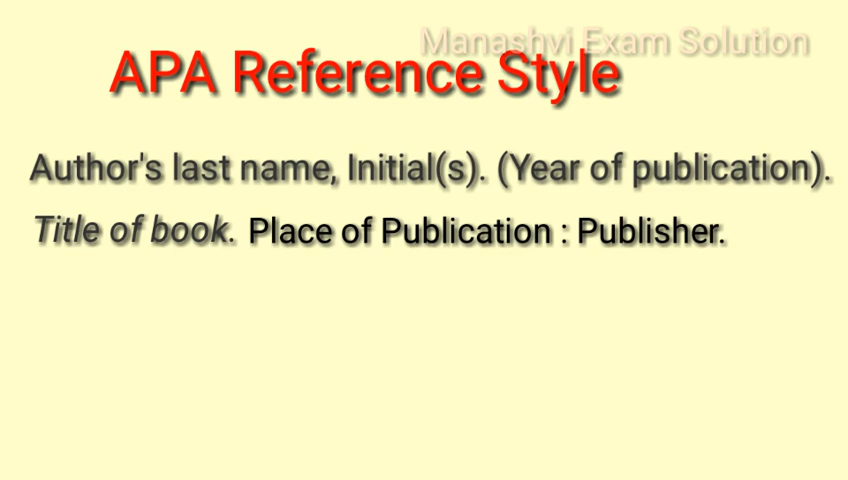 Manashvi Exam Solution
APA Reference Style
Author's last name, Initial(s). (Year of publication).
Title of book. Place of Publication : Publisher.